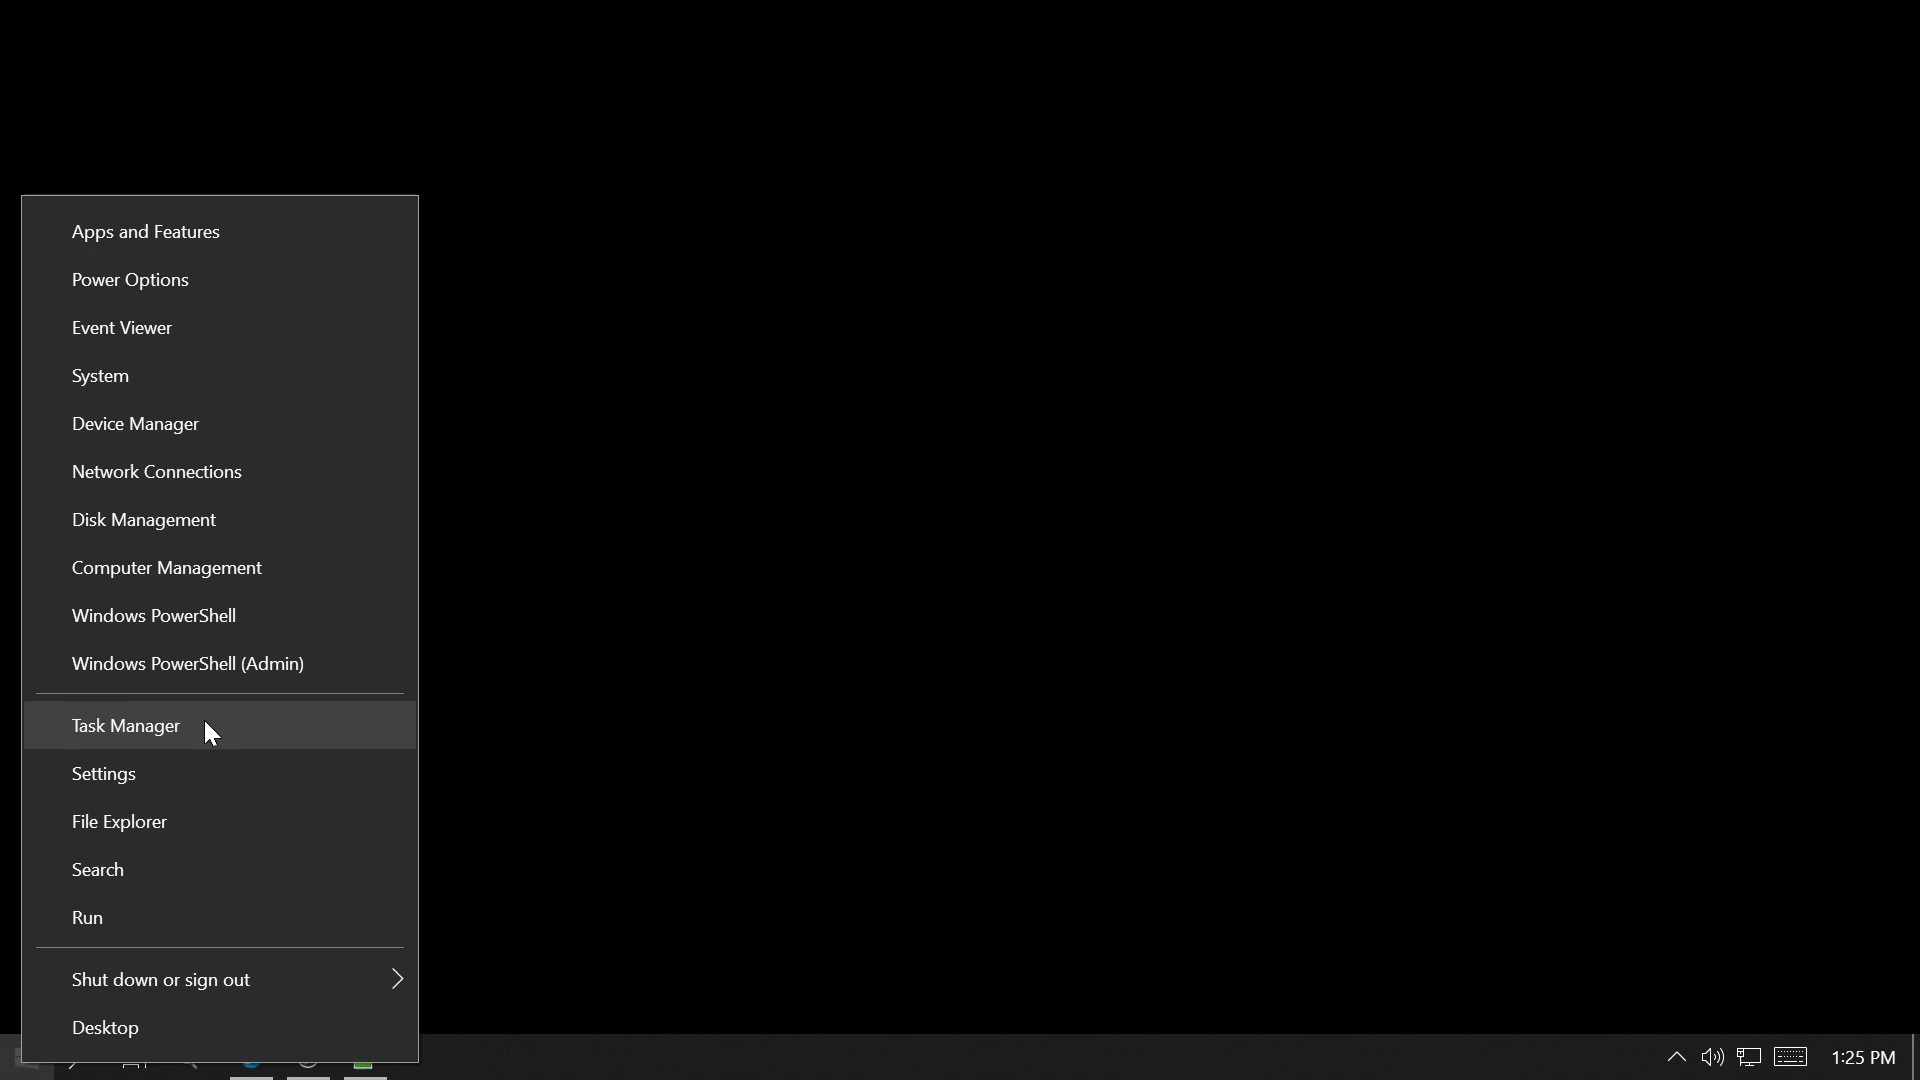 Apps and Features
Power Options
Event Viewer
System
Device Manager
Network Connections
Disk Management
Computer Management
Windows PowerShell
Windows PowerShell (Admin)
Task Manager
Settings
File Explorer
Search
Run
Shut down or sign out
Desktop
1:25 PM